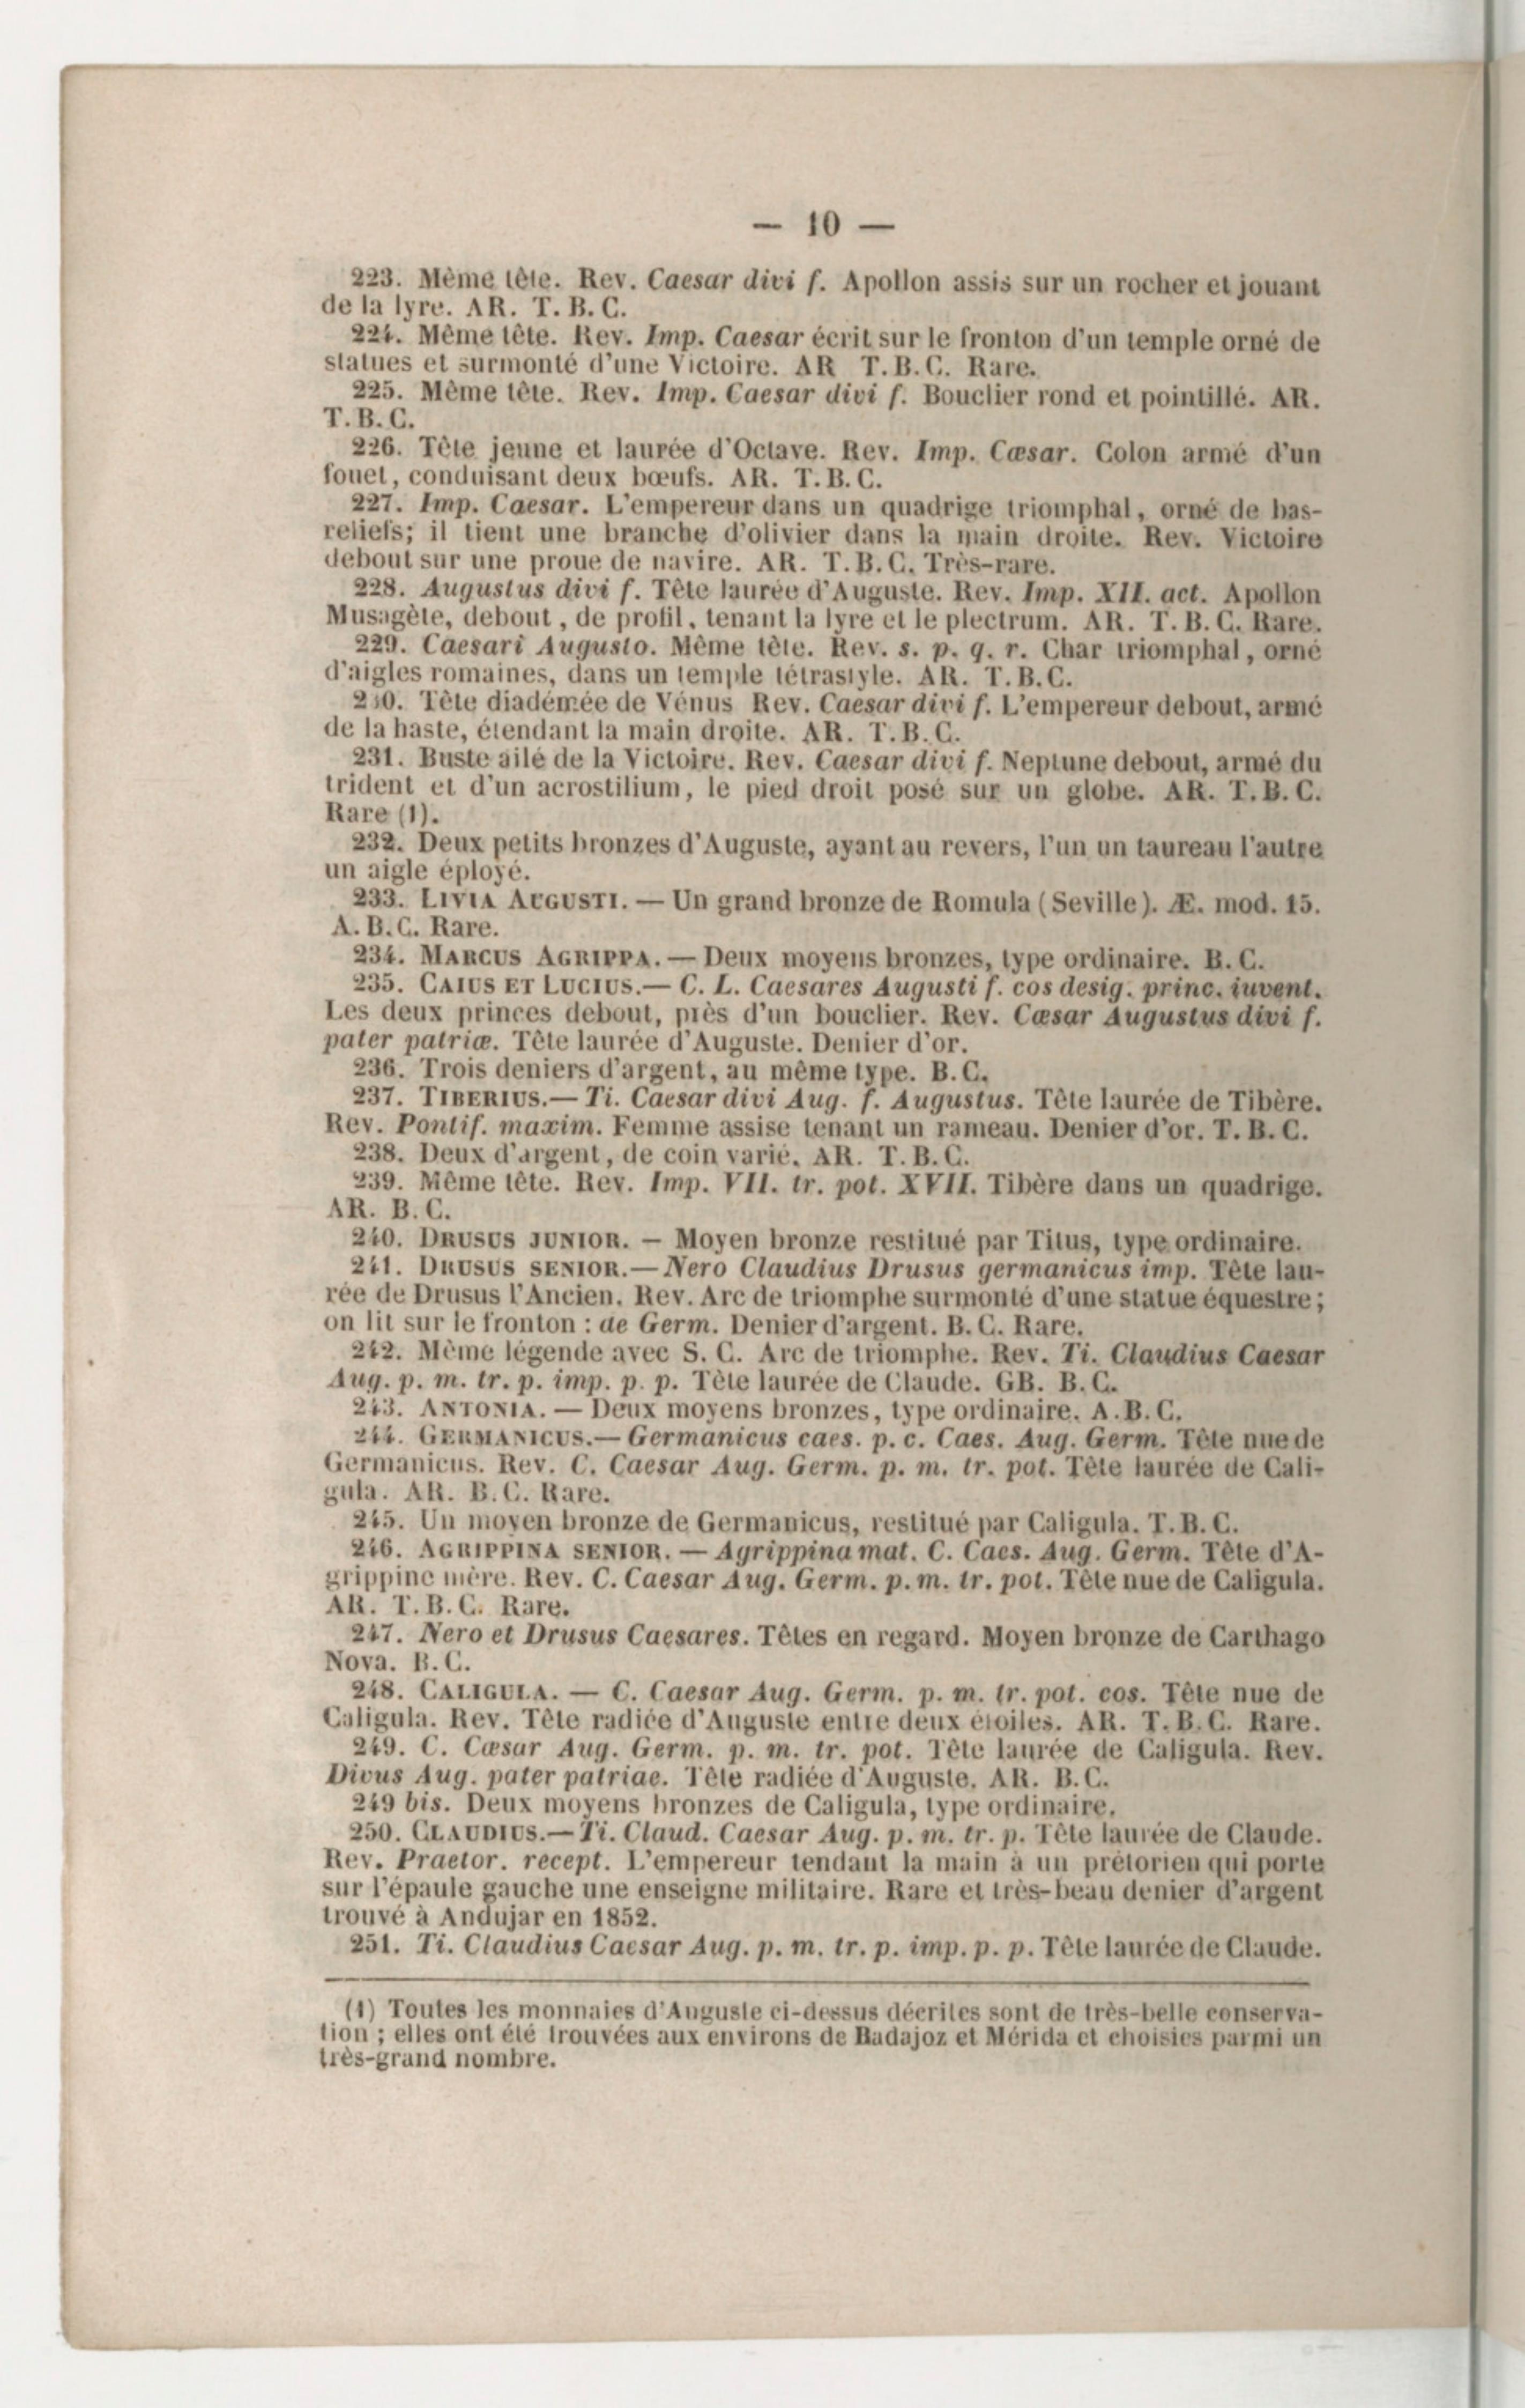 — 10 —
223. Même tête. Rev. Caesar divi f. Apollon assis sur un rocher et jouant
de la lyre. AR. T. B. C.
224. Même tête. Rev. Imp. Caesar écrit sur le fronton d'un temple orné de
statues et surmonté d'une Victoire. AR T. B. C. Rare.
225. Même tête. Rev. Imp. Caesar divi f. Bouclier rond et pointillé. AR.
T. B. C.
226. Tête jeune et laurée d'Octave. Rev. Imp. Cæsar. Colon armé d'un
fouet, conduisant deux bœufs. AR. T. B. C.
227. Imp. Caesar. L'empereur dans un quadrige triomphal, orné de bas-
reliefs; il tient une branche d'olivier dans la main droite. Rev. Victoire
debout sur une proue de navire. AR. T. B. C. Très-rare.
228. Augustus divi f. Tête laurée d'Auguste. Rev. Imp. XII. act. Apollon
Musagète, debout, de profil, tenant la lyre et le plectrum. AR. T. B. C. Rare.
229. Caesari Augusto. Même tête. Rev. s. p. q. r. Char triomphal, orné
d'aigles romaines, dans un temple tétrastyle. AR. T. B. C.
230. Tête diadémée de Vénus Rev. Caesar divi f. L'empereur debout, armé
de la haste, étendant la main droite. AR. T. B. C.
231. Buste ailé de la Victoire. Rev. Caesar divi f. Neptune debout, armé du
trident et d'un acrostilium, le pied droit posé sur un globe. AR. T. B. C.
Rare (1).
232. Deux petits bronzes d'Auguste, ayant au revers, l'un un taureau l'autre
un aigle éployé.
233. LIVIA AUGUSTI. — Un grand bronze de Romula (Seville). Æ. mod. 15.
A. B. C. Rare.
234. MARCUS AGRIPPA. — Deux moyens bronzes, type ordinaire. B. C.
235. CAIUS ET LUCIUS. — C. L. Caesares Augusti f. cos desig. princ. iuvent.
Les deux princes debout, près d'un bouclier. Rev. Cæsar Augustus divi f.
pater patriæ. Tête laurée d'Auguste. Denier d'or.
236. Trois deniers d'argent, au même type. B. C.
237. TIBERIUS. — Ti. Caesar divi Aug. f. Augustus. Tête laurée de Tibère.
Rev. Pontif. maxim. Femme assise tenant un rameau. Denier d'or. T. B. C.
238. Deux d'argent, de coin varié. AR. T. B. C.
239. Même tête. Rev. Imp. VII. tr. pot. XVII. Tibère dans un quadrige.
AR. B. C.
240. DRUSUS JUNIOR. — Moyen bronze restitué par Titus, type ordinaire.
241. DRUSUS SENIOR. — Nero Claudius Drusus germanicus imp. Tête lau-
rée de Drusus l'Ancien. Rev. Arc de triomphe surmonté d'une statue équestre;
on lit sur le fronton : de Germ. Denier d'argent. B. C. Rare.
242. Même légende avec S. C. Arc de triomphe. Rev. Ti. Claudius Caesar
Aug. p. m. tr. p. imp. p. p. Tête laurée de Claude. GB. B. C.
243. ANTONIA. — Deux moyens bronzes, type ordinaire. A. B. C.
244. GERMANICUS. — Germanicus caes. p. c. Caes. Aug. Germ. Tête nue de
Germanicus. Rev. C. Caesar Aug. Germ. p. m. tr. pot. Tête laurée de Cali-
gula. AR. B. C. Rare.
245. Un moyen bronze de Germanicus, restitué par Caligula. T. B. C.
246. AGRIPPINA SENIOR. — Agrippina mat. C. Caes. Aug. Germ. Tête d'A-
grippine mère. Rev. C. Caesar Aug. Germ. p. m. tr. pot. Tête nue de Caligula.
AR. T. B. C. Rare.
247. Nero et Drusus Caesares. Têtes en regard. Moyen bronze de Carthago
Nova. B. C.
248. CALIGULA. — C. Caesar Aug. Germ. p. m. tr. pot. cos. Tête nue de
Caligula. Rev. Tête radiée d'Auguste entre deux étoiles. AR. T. B. C. Rare.
249. C. Cæsar Aug. Germ. p. m. tr. pot. Tête laurée de Caligula. Rev.
Divus Aug. pater patriae. Tête radiée d'Auguste. AR. B. C.
249 bis. Deux moyens bronzes de Caligula, type ordinaire.
250. CLAUDIUS. — Ti. Claud. Caesar Aug. p. m. tr. p. Tête laurée de Claude.
Rev. Praetor. recept. L'empereur tendant la main à un prétorien qui porte
sur l'épaule gauche une enseigne militaire. Rare et très-beau denier d'argent
trouvé à Andujar en 1852.
251. Ti. Claudius Caesar Aug. p. m. tr. p. imp. p. p. Tête laurée de Claude.
(1) Toutes les monnaies d'Auguste ci-dessus décrites sont de très-belle conserva-
tion ; elles ont été trouvées aux environs de Badajoz et Mérida et choisies parmi un
très-grand nombre.